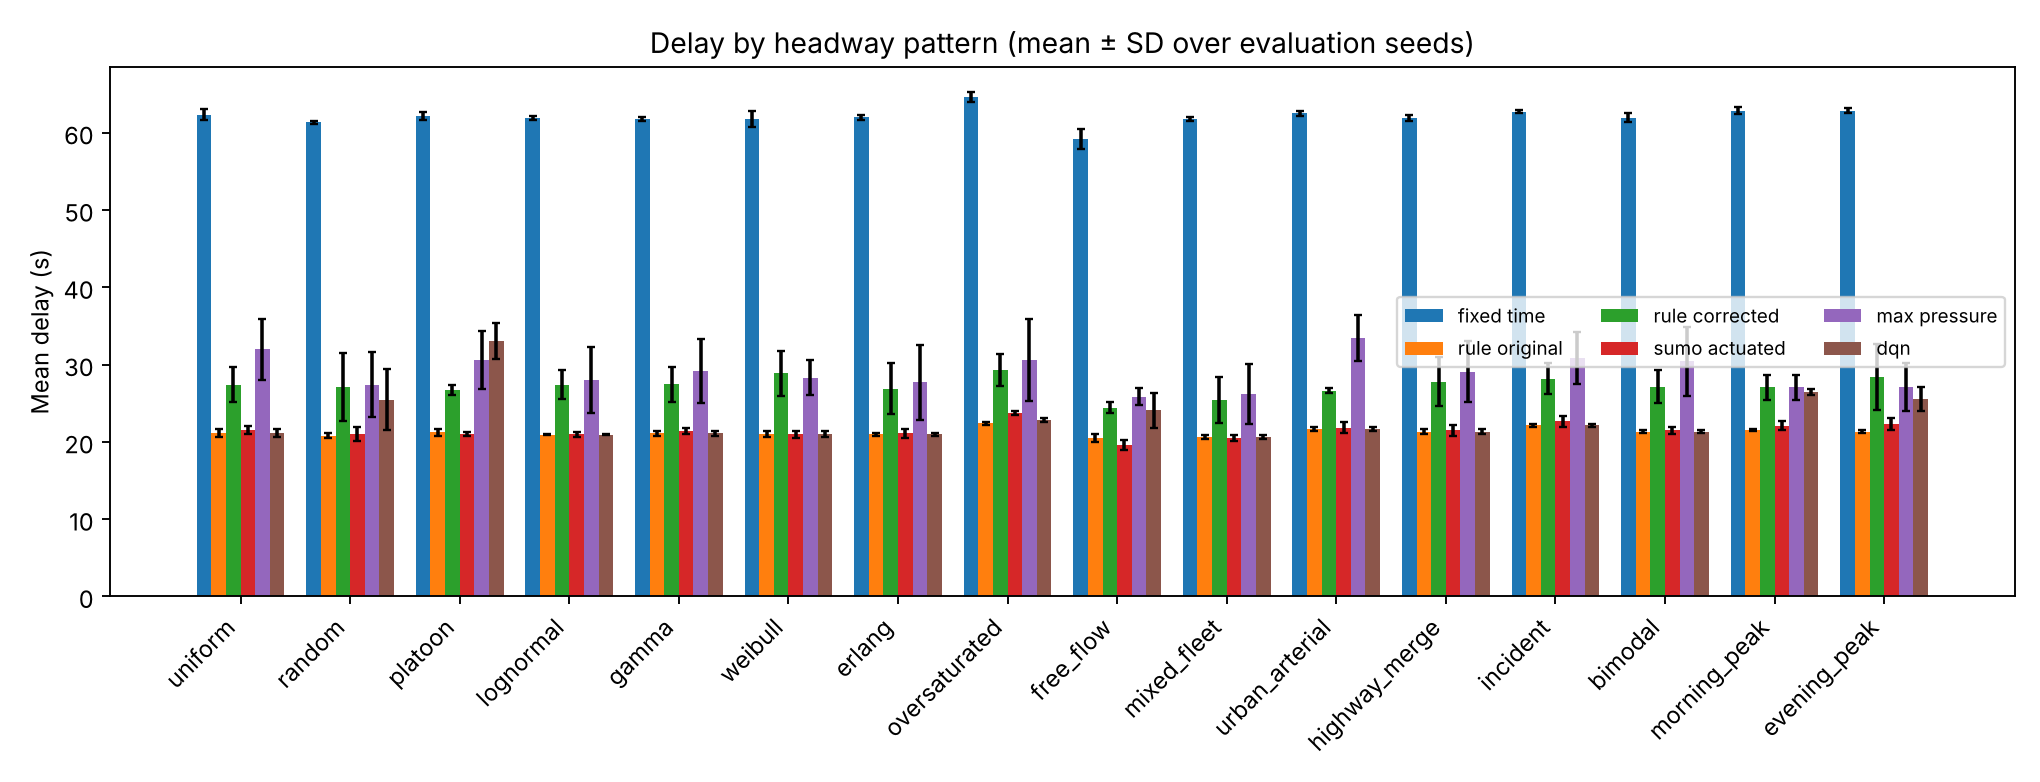 Delay by headway pattern (mean ± SD over evaluation seeds)
Mean delay (s)
60
50
40
30
20
10
0
fixed time
rule original
rule corrected
sumo actuated
max pressure
dqn
uniform
random
platoon
lognormal
gamma
weibull
erlang
oversaturated
free_flow
mixed_fleet
urban_arterial
highway_merge
incident
bimodal
morning_peak
evening_peak